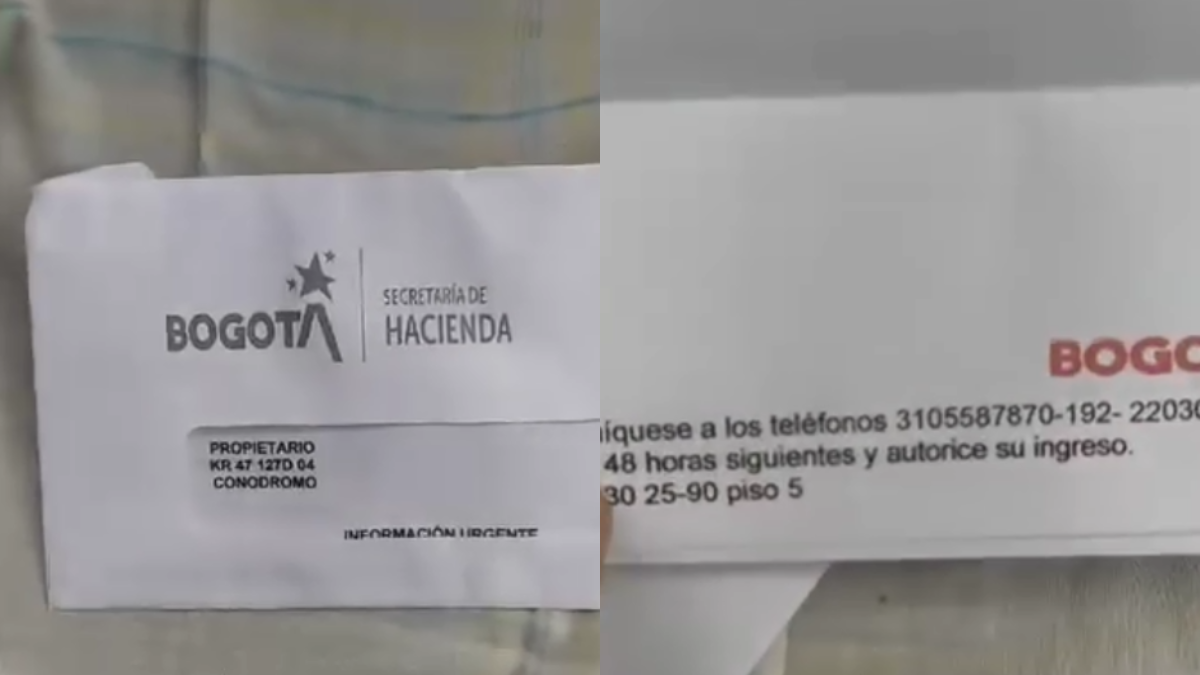 BOGOTÁ
SECRETARÍA DE
HACIENDA
PROPIETARIO
KR 47 127D 04
CONODROMO
INFORMACIÓN URGENTE
BOGO
íquese a los teléfonos 3105587870-192- 22030
48 horas siguientes y autorice su ingreso.
30 25-90 piso 5